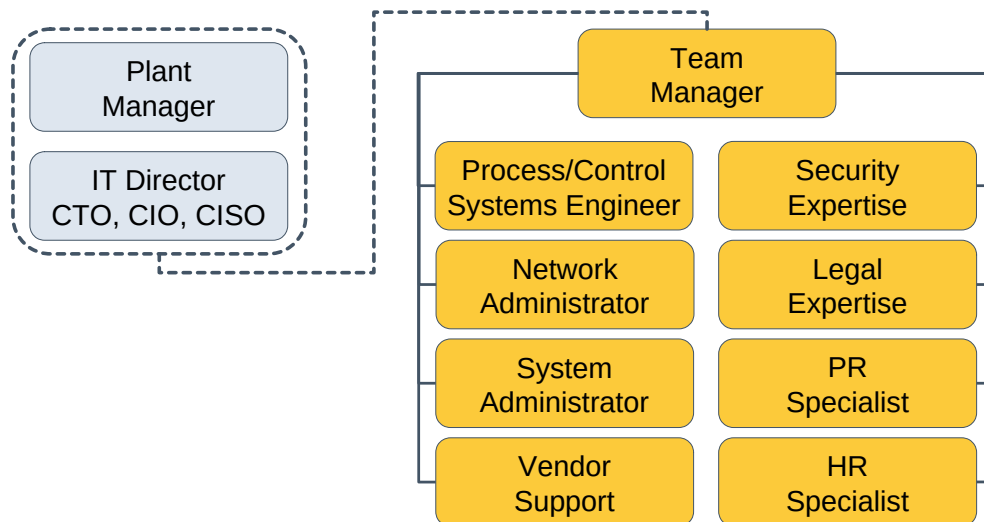 Plant
Manager
IT Director
CTO, CIO, CISO
Team
Manager
Process/Control
Systems Engineer
Security
Expertise
Network
Administrator
Legal
Expertise
System
Administrator
PR
Specialist
Vendor
Support
HR
Specialist